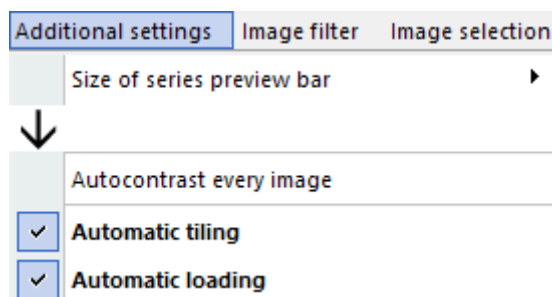 Additional settings Image filter Image selection
Size of series preview bar
Autocontrast every image
Automatic tiling
Automatic loading